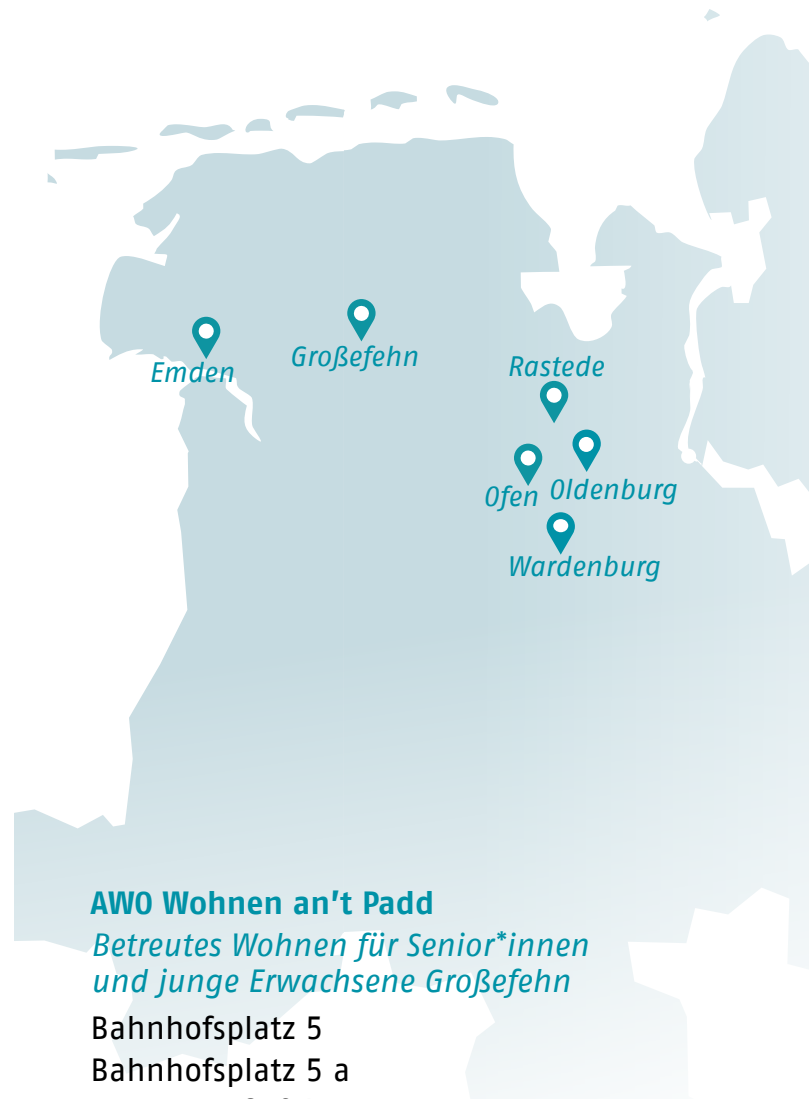 Großefehn
Emden
Rastede
Ofen
Oldenburg
Wardenburg
AWO Wohnen an't Padd
Betreutes Wohnen für Senior*innen
und junge Erwachsene Großefehn
Bahnhofsplatz 5
Bahnhofsplatz 5 a